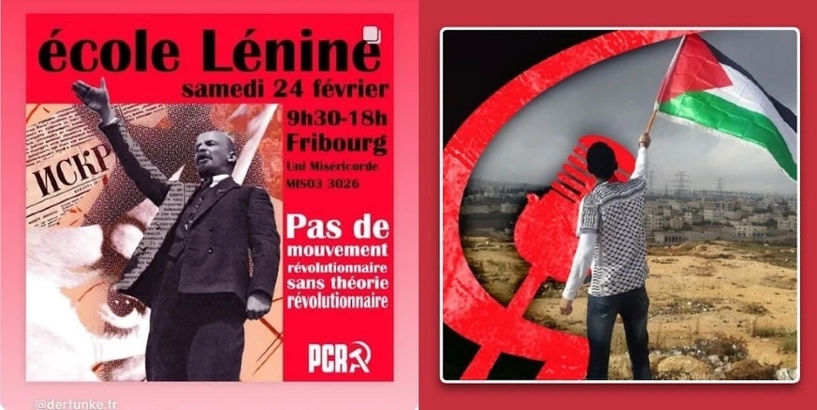 école Lénine
samedi 24 février
9h30-18h
Fribourg
Uni Miséricorde
MIS03 3026
ИСКР
Pas de
mouvement
révolutionnaire
sans théorie
révolutionnaire
PCR
@derfunke.fr